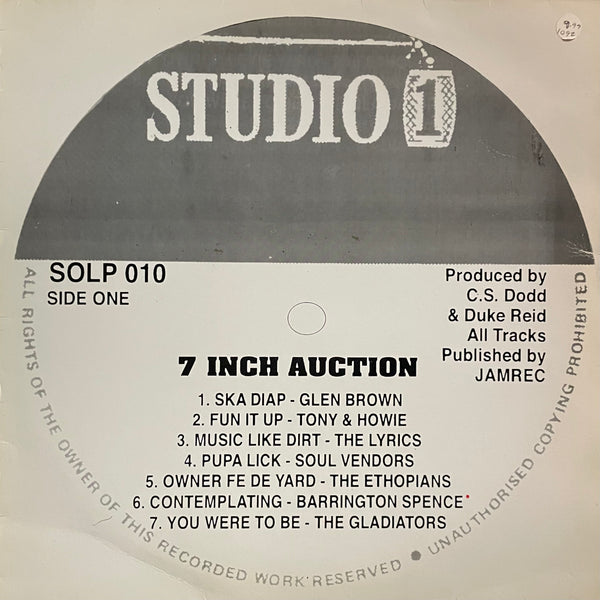 9.99
1092
STUDIO 1
SOLP 010
SIDE ONE
Produced by
C.S. Dodd
& Duke Reid
All Tracks
Published by
JAMREC
7 INCH AUCTION
1. SKA DIAP - GLEN BROWN
2. FUN IT UP - TONY & HOWIE
3. MUSIC LIKE DIRT - THE LYRICS
4. PUPA LICK - SOUL VENDORS
5. OWNER FE DE YARD - THE ETHOPIANS
6. CONTEMPLATING - BARRINGTON SPENCE
7. YOU WERE TO BE - THE GLADIATORS
ALL RIGHTS OF THE OWNER OF THIS RECORDED WORK RESERVED ● UNAUTHORISED COPYING PROHIBITED